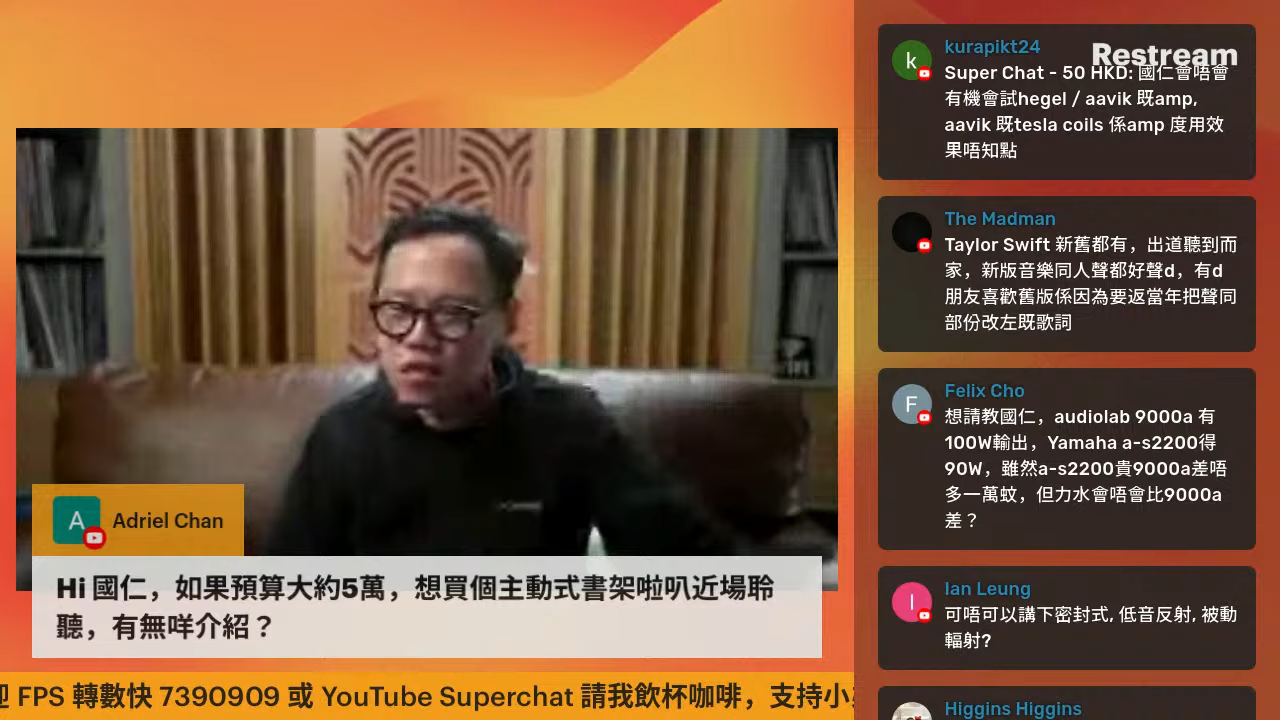 Restream
kurapikt24
Super Chat - 50 HKD: 國仁會唔會
有機會試hegel / aavik 既amp,
aavik 既tesla coils 係amp 度用效
果唔知點
The Madman
Taylor Swift 新舊都有，出道聽到而
家，新版音樂同人聲都好聲d，有d
朋友喜歡舊版係因為要返當年把聲同
部份改左既歌詞
Felix Cho
想請教國仁，audiolab 9000a 有
100W輸出，Yamaha a-s2200得
90W，雖然a-s2200貴9000a差唔
多一萬蚊，但力水會唔會比9000a
差？
Ian Leung
可唔可以講下密封式, 低音反射, 被動
輻射?
Higgins Higgins
A
Adriel Chan
Hi 國仁，如果預算大約5萬，想買個主動式書架啦叭近場聆
聽，有無咩介紹？
迎 FPS 轉數快 7390909 或 YouTube Superchat 請我飲杯咖啡，支持小